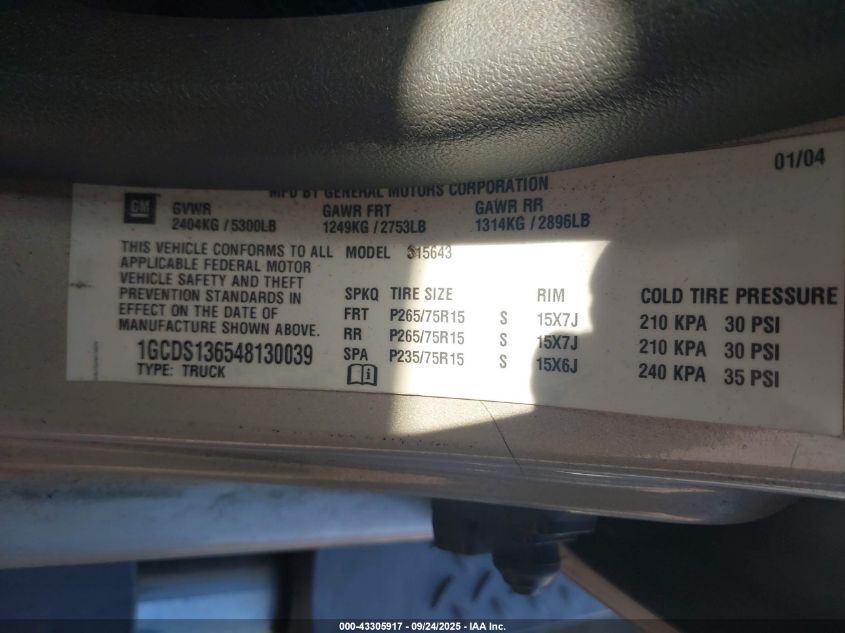 01/04
MFD BY GENERAL MOTORS CORPORATION
GM
GVWR GAWR FRT GAWR RR
2404KG / 5300LB 1249KG / 2753LB 1314KG / 2896LB
THIS VEHICLE CONFORMS TO ALL
APPLICABLE FEDERAL MOTOR
VEHICLE SAFETY AND THEFT
PREVENTION STANDARDS IN
EFFECT ON THE DATE OF
MANUFACTURE SHOWN ABOVE.
1GCDS136548130039
TYPE: TRUCK
MODEL S15643
SPKQ TIRE SIZE RIM COLD TIRE PRESSURE
FRT P265/75R15 S 15X7J 210 KPA 30 PSI
RR P265/75R15 S 15X7J 210 KPA 30 PSI
SPA P235/75R15 S 15X6J 240 KPA 35 PSI
000-43305917 - 09/24/2025 - IAA Inc.